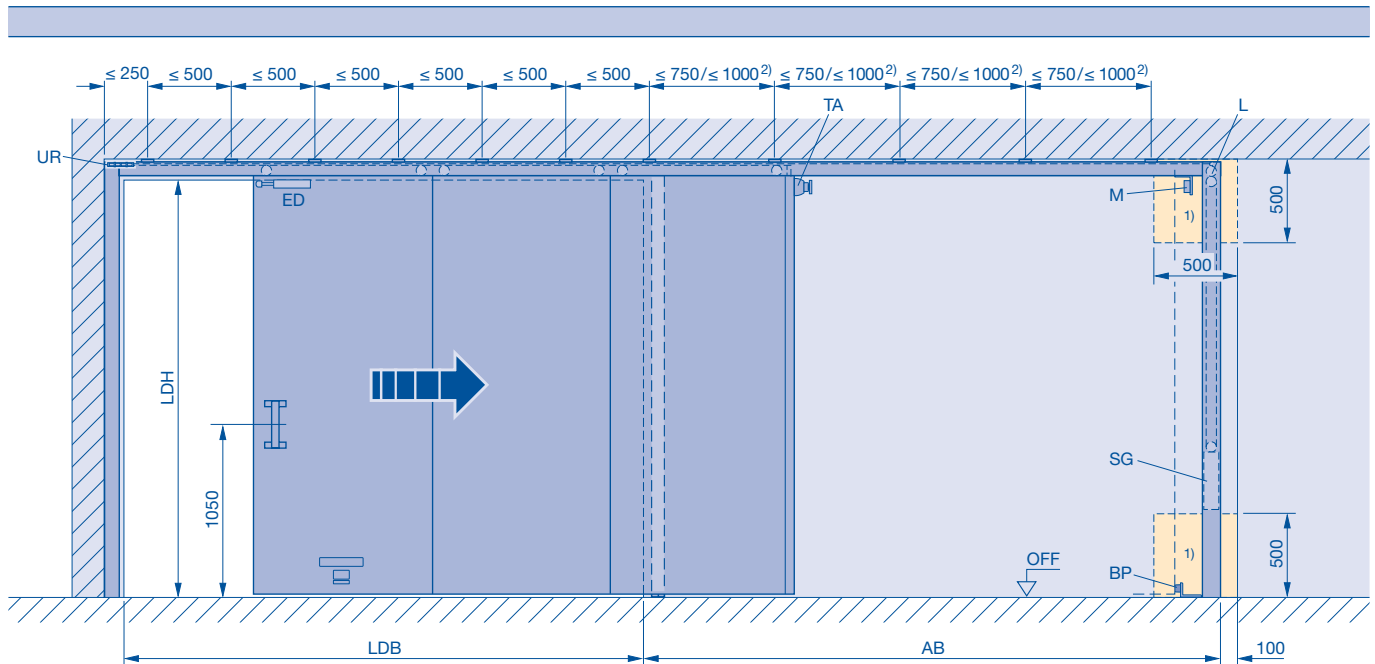 ≤ 250
≤ 500
≤ 500
≤ 500
≤ 500
≤ 500
≤ 500
≤ 750/≤ 1000²⁾
≤ 750/≤ 1000²⁾
≤ 750/≤ 1000²⁾
≤ 750/≤ 1000²⁾
TA
L
UR
ED
M
1)
500
500
LDH
1050
SG
OFF
BP
1)
500
LDB
AB
100